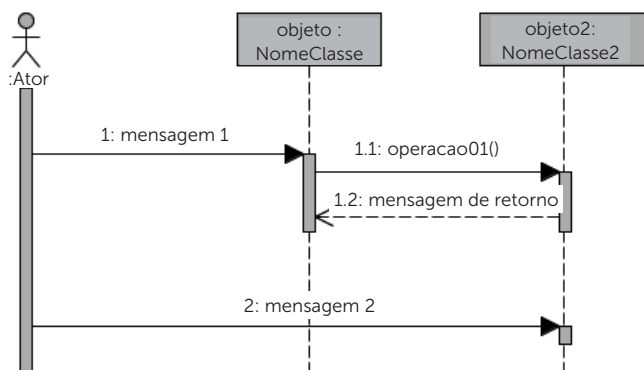 :Ator
objeto :
NomeClasse
objeto2:
NomeClasse2
1: mensagem 1
1.1: operacao01()
1.2: mensagem de retorno
2: mensagem 2